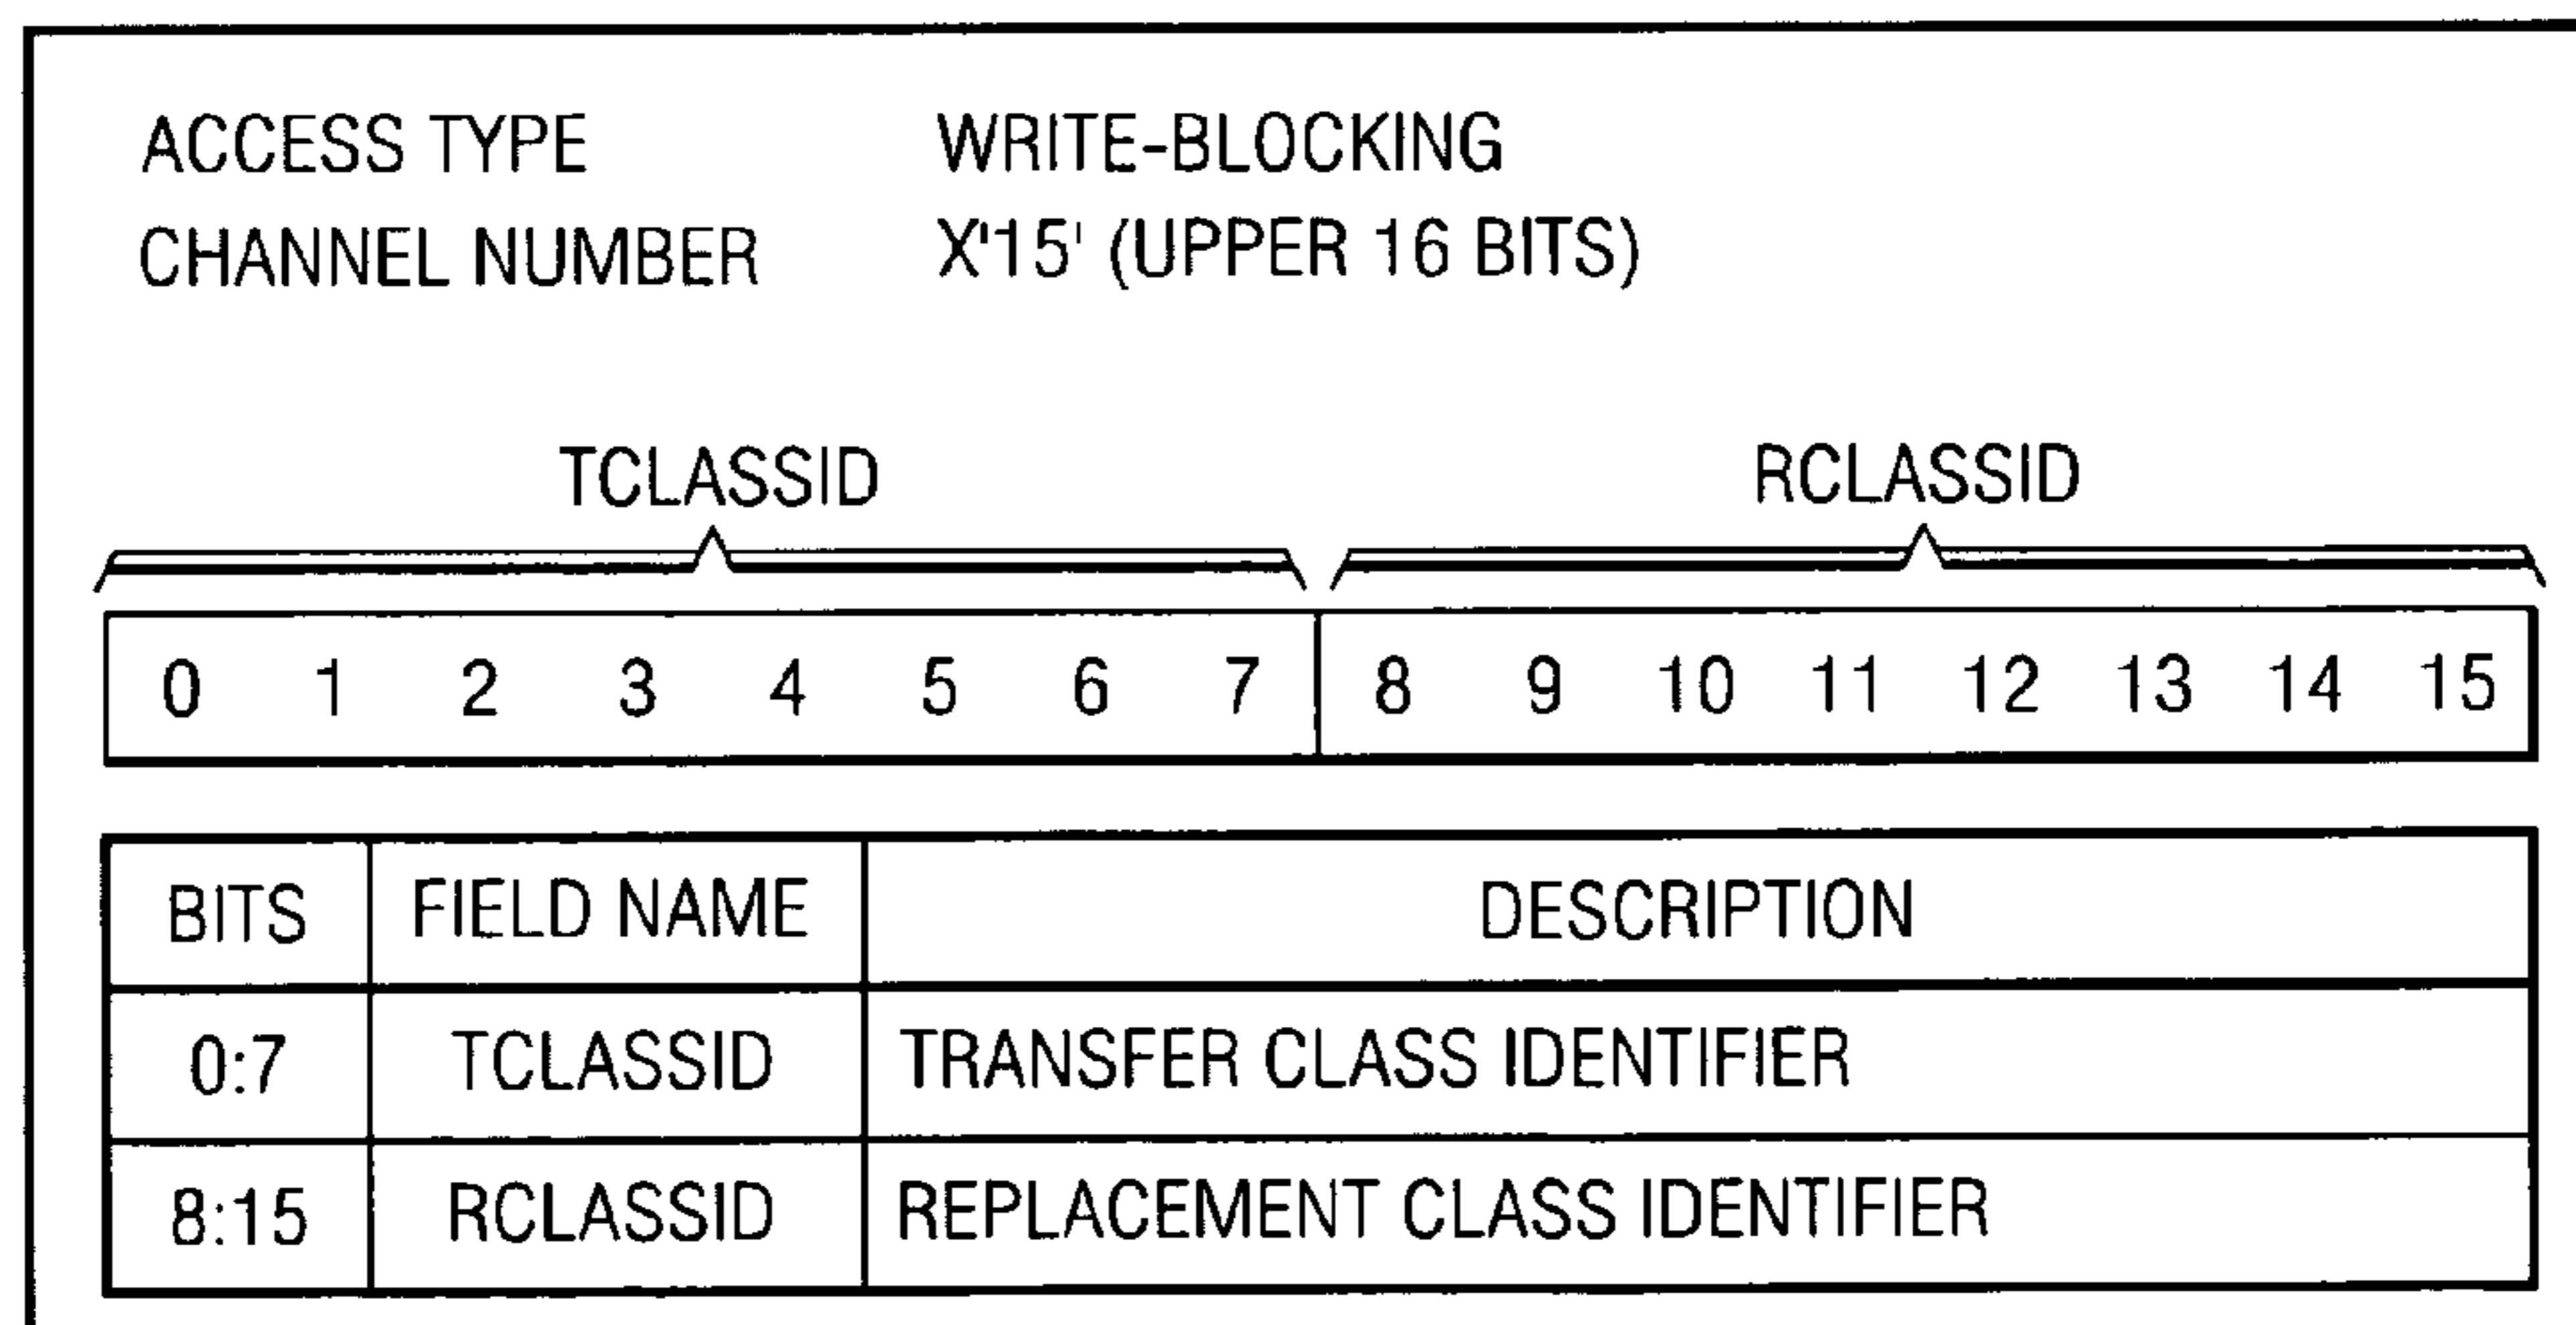 ACCESS TYPE WRITE-BLOCKING
CHANNEL NUMBER X'15' (UPPER 16 BITS)
TCLASSID RCLASSID
0 1 2 3 4 5 6 7 8 9 10 11 12 13 14 15
BITS FIELD NAME DESCRIPTION
0:7 TCLASSID TRANSFER CLASS IDENTIFIER
8:15 RCLASSID REPLACEMENT CLASS IDENTIFIER